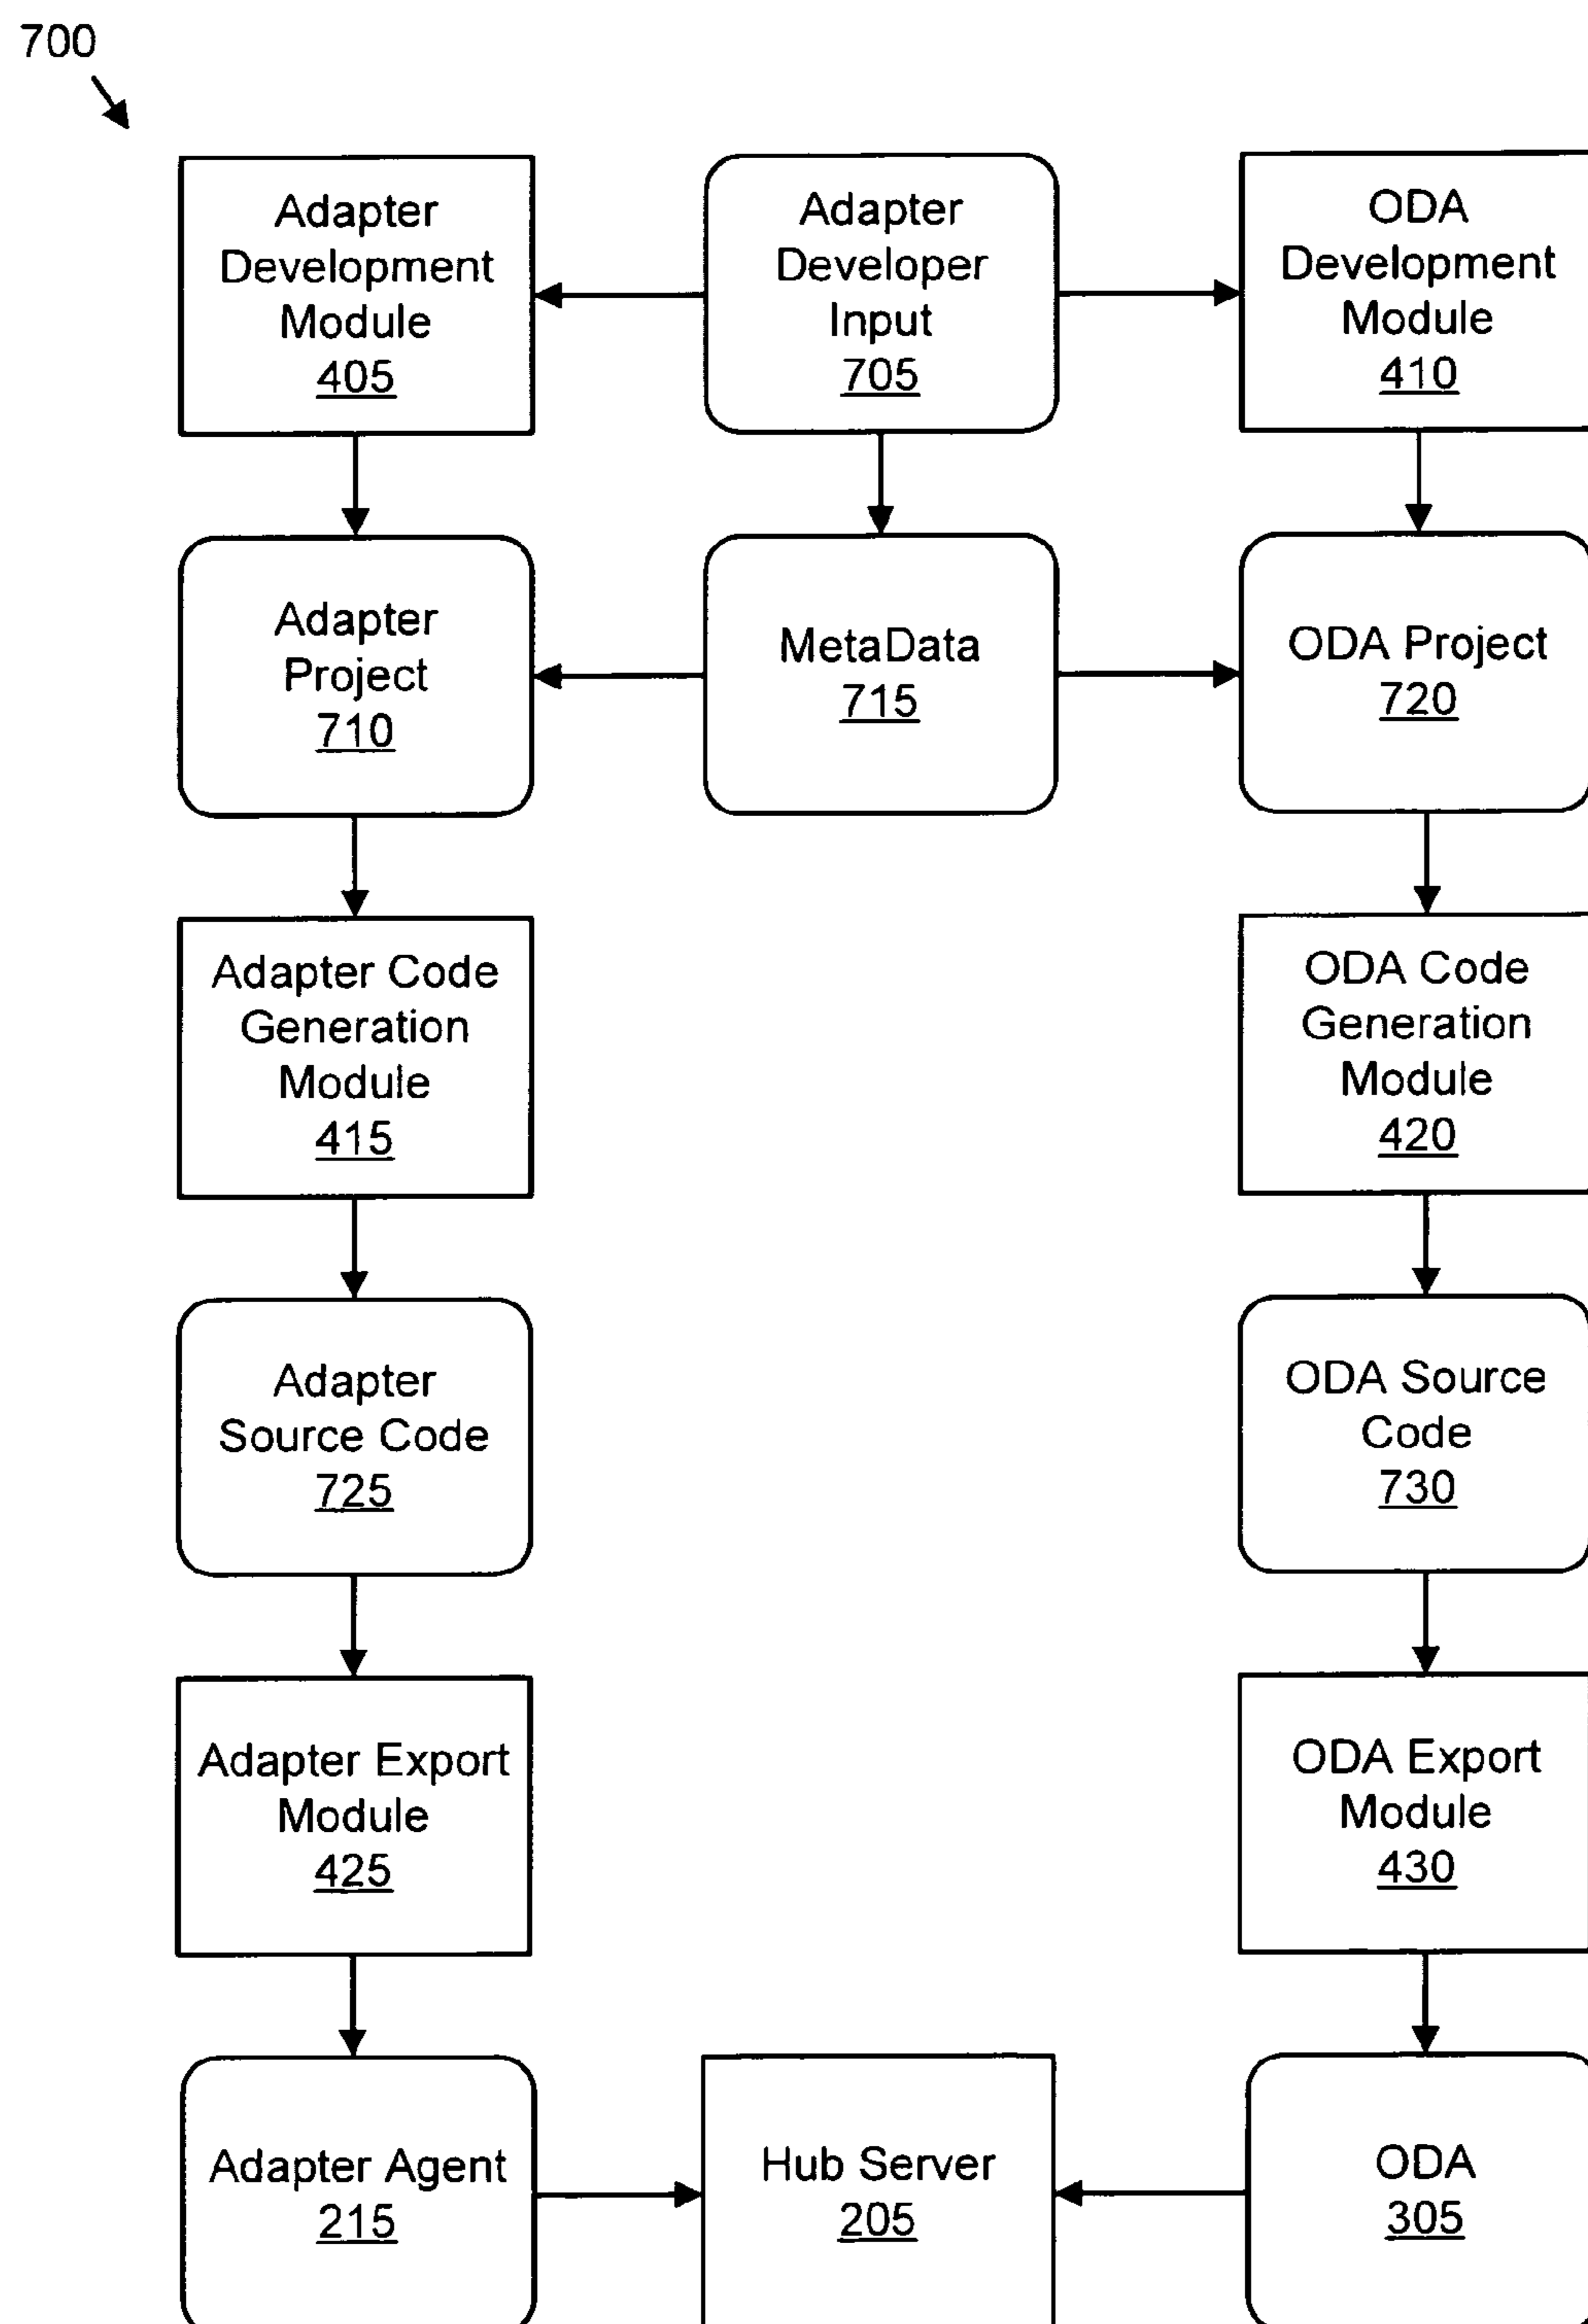 700
Adapter
Development
Module
405
Adapter
Developer
Input
705
ODA
Development
Module
410
Adapter
Project
710
MetaData
715
ODA Project
720
Adapter Code
Generation
Module
415
ODA Code
Generation
Module
420
Adapter
Source Code
725
ODA Source
Code
730
Adapter Export
Module
425
ODA Export
Module
430
Adapter Agent
215
Hub Server
205
ODA
305